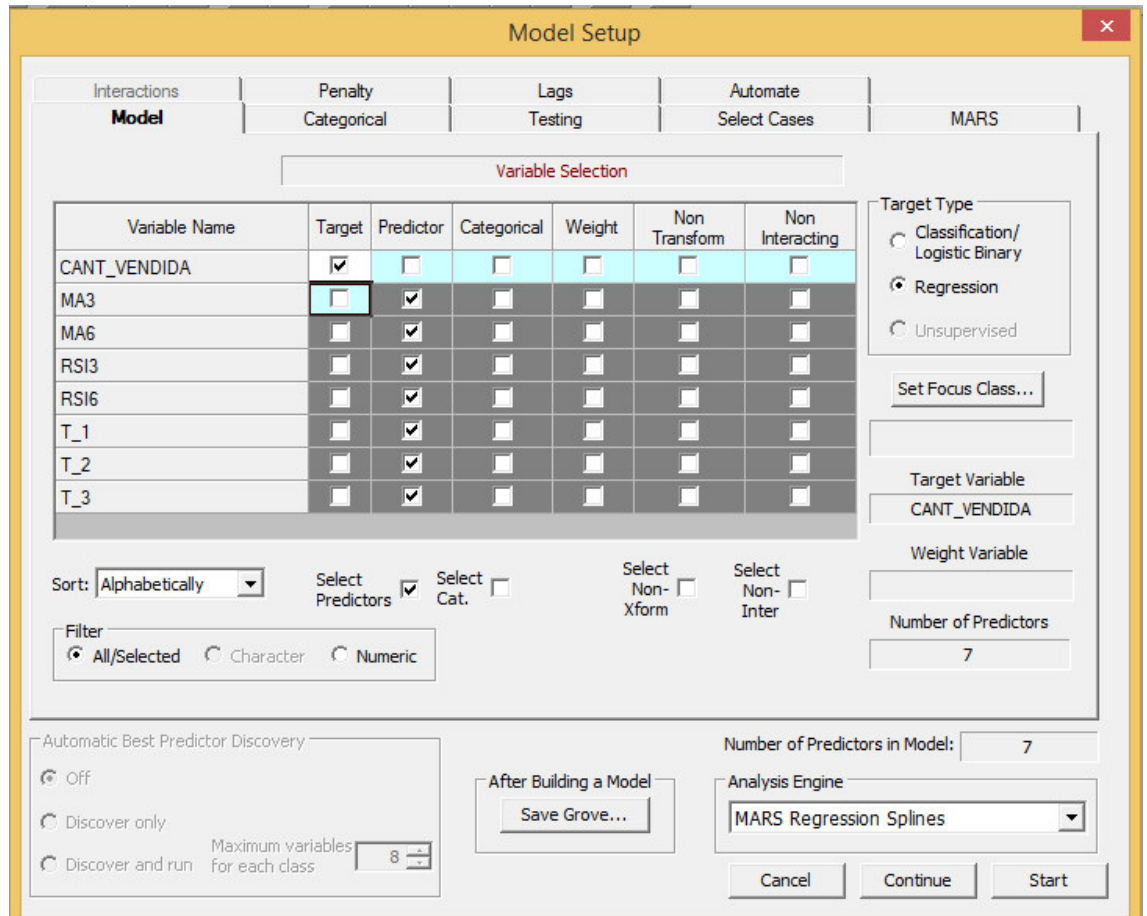 Model Setup
Interactions Penalty Lags Automate
Model Categorical Testing Select Cases MARS
Variable Selection
Variable Name Target Predictor Categorical Weight Non Transform Non Interacting
CANT_VENDIDA
MA3
MA6
RSI3
RSI6
T_1
T_2
T_3
Target Type
Classification/
Logistic Binary
Regression
Unsupervised
Set Focus Class...
Target Variable
CANT_VENDIDA
Weight Variable
Number of Predictors
7
Sort: Alphabetically
Select
Predictors
Select
Cat.
Select
Non-
Xform
Select
Non-
Inter
Filter
All/Selected Character Numeric
Automatic Best Predictor Discovery
Off
Discover only
Discover and run
Maximum variables
for each class
8
After Building a Model
Save Grove...
Number of Predictors in Model: 7
Analysis Engine
MARS Regression Splines
Cancel Continue Start